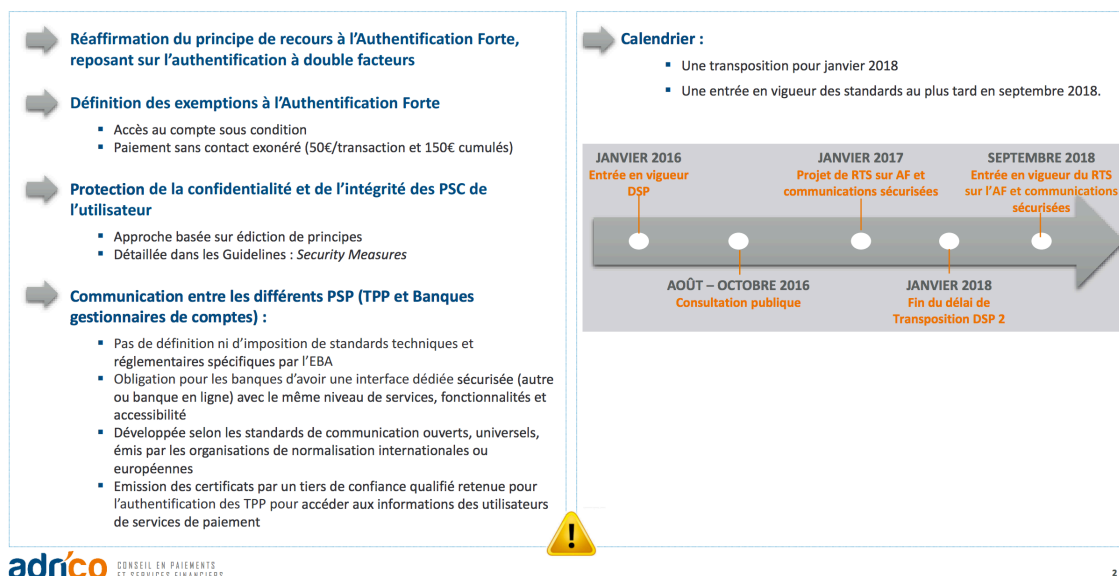 Réaffirmation du principe de recours à l'Authentification Forte,
reposant sur l'authentification à double facteurs
Définition des exemptions à l'Authentification Forte
▪ Accès au compte sous condition
▪ Paiement sans contact exonéré (50€/transaction et 150€ cumulés)
Protection de la confidentialité et de l'intégrité des PSC de
l'utilisateur
▪ Approche basée sur édiction de principes
▪ Détaillée dans les Guidelines : Security Measures
Communication entre les différents PSP (TPP et Banques
gestionnaires de comptes) :
▪ Pas de définition ni d'imposition de standards techniques et
réglementaires spécifiques par l'EBA
▪ Obligation pour les banques d'avoir une interface dédiée sécurisée (autre
ou banque en ligne) avec le même niveau de services, fonctionnalités et
accessibilité
▪ Développée selon les standards de communication ouverts, universels,
émis par les organisations de normalisation internationales ou
européennes
▪ Emission des certificats par un tiers de confiance qualifié retenue pour
l'authentification des TPP pour accéder aux informations des utilisateurs
de services de paiement
Calendrier :
▪ Une transposition pour janvier 2018
▪ Une entrée en vigueur des standards au plus tard en septembre 2018.
JANVIER 2016
Entrée en vigueur
DSP
JANVIER 2017
Projet de RTS sur AF et
communications sécurisées
SEPTEMBRE 2018
Entrée en vigueur du RTS
sur l'AF et communications
sécurisées
AOÛT – OCTOBRE 2016
Consultation publique
JANVIER 2018
Fin du délai de
Transposition DSP 2
!
adrico
CONSEIL EN PAIEMENTS
ET SERVICES FINANCIERS
2